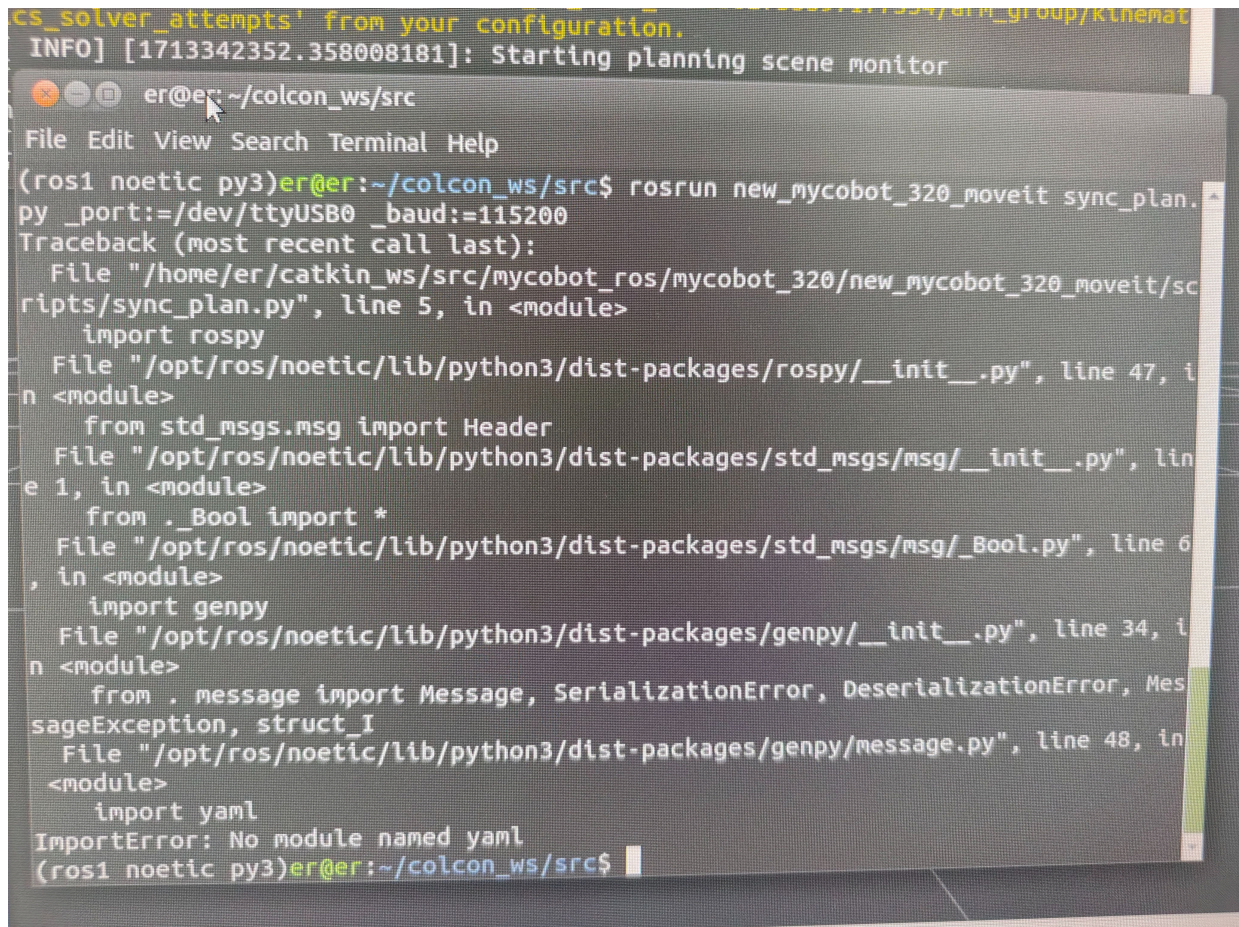 cs_solver_attempts' from your configuration.
INFO] [1713342352.358008181]: Starting planning scene monitor
er@er: ~/colcon_ws/src
File Edit View Search Terminal Help
(ros1 noetic py3)er@er:~/colcon_ws/src$ rosrun new_mycobot_320_moveit sync_plan.
py _port:=/dev/ttyUSB0 _baud:=115200
Traceback (most recent call last):
File "/home/er/catkin_ws/src/mycobot_ros/mycobot_320/new_mycobot_320_moveit/sc
ripts/sync_plan.py", line 5, in <module>
import rospy
File "/opt/ros/noetic/lib/python3/dist-packages/rospy/__init__.py", line 47, i
n <module>
from std_msgs.msg import Header
File "/opt/ros/noetic/lib/python3/dist-packages/std_msgs/msg/__init__.py", lin
e 1, in <module>
from ._Bool import *
File "/opt/ros/noetic/lib/python3/dist-packages/std_msgs/msg/_Bool.py", line 6
, in <module>
import genpy
File "/opt/ros/noetic/lib/python3/dist-packages/genpy/__init__.py", line 34, i
n <module>
from . message import Message, SerializationError, DeserializationError, Mes
sageException, struct_I
File "/opt/ros/noetic/lib/python3/dist-packages/genpy/message.py", line 48, in
<module>
import yaml
ImportError: No module named yaml
(ros1 noetic py3)er@er:~/colcon_ws/src$